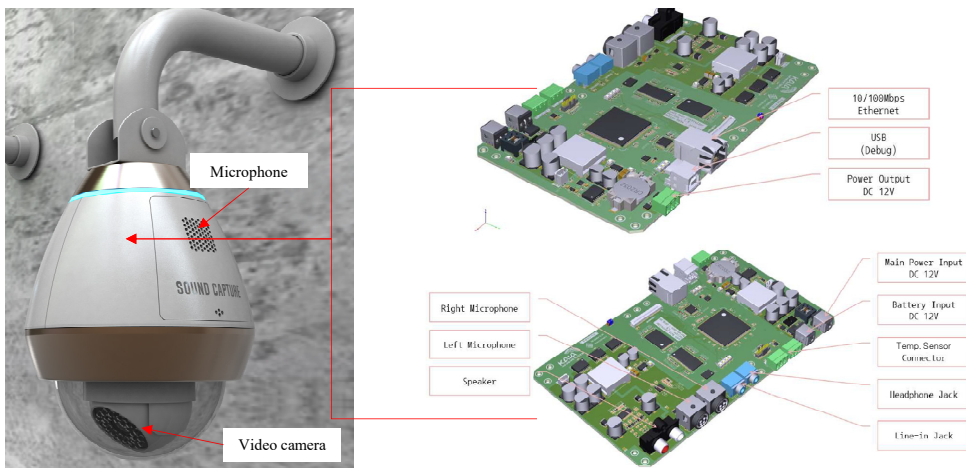 Microphone
SOUND CAPTURE
Video camera
10/100Mbps
Ethernet
USB
(Debug)
Power Output
DC 12V
Right Microphone
Left Microphone
Speaker
Main Power Input
DC 12V
Battery Input
DC 12V
Temp. Sensor
Connector
Headphone Jack
Line-in Jack